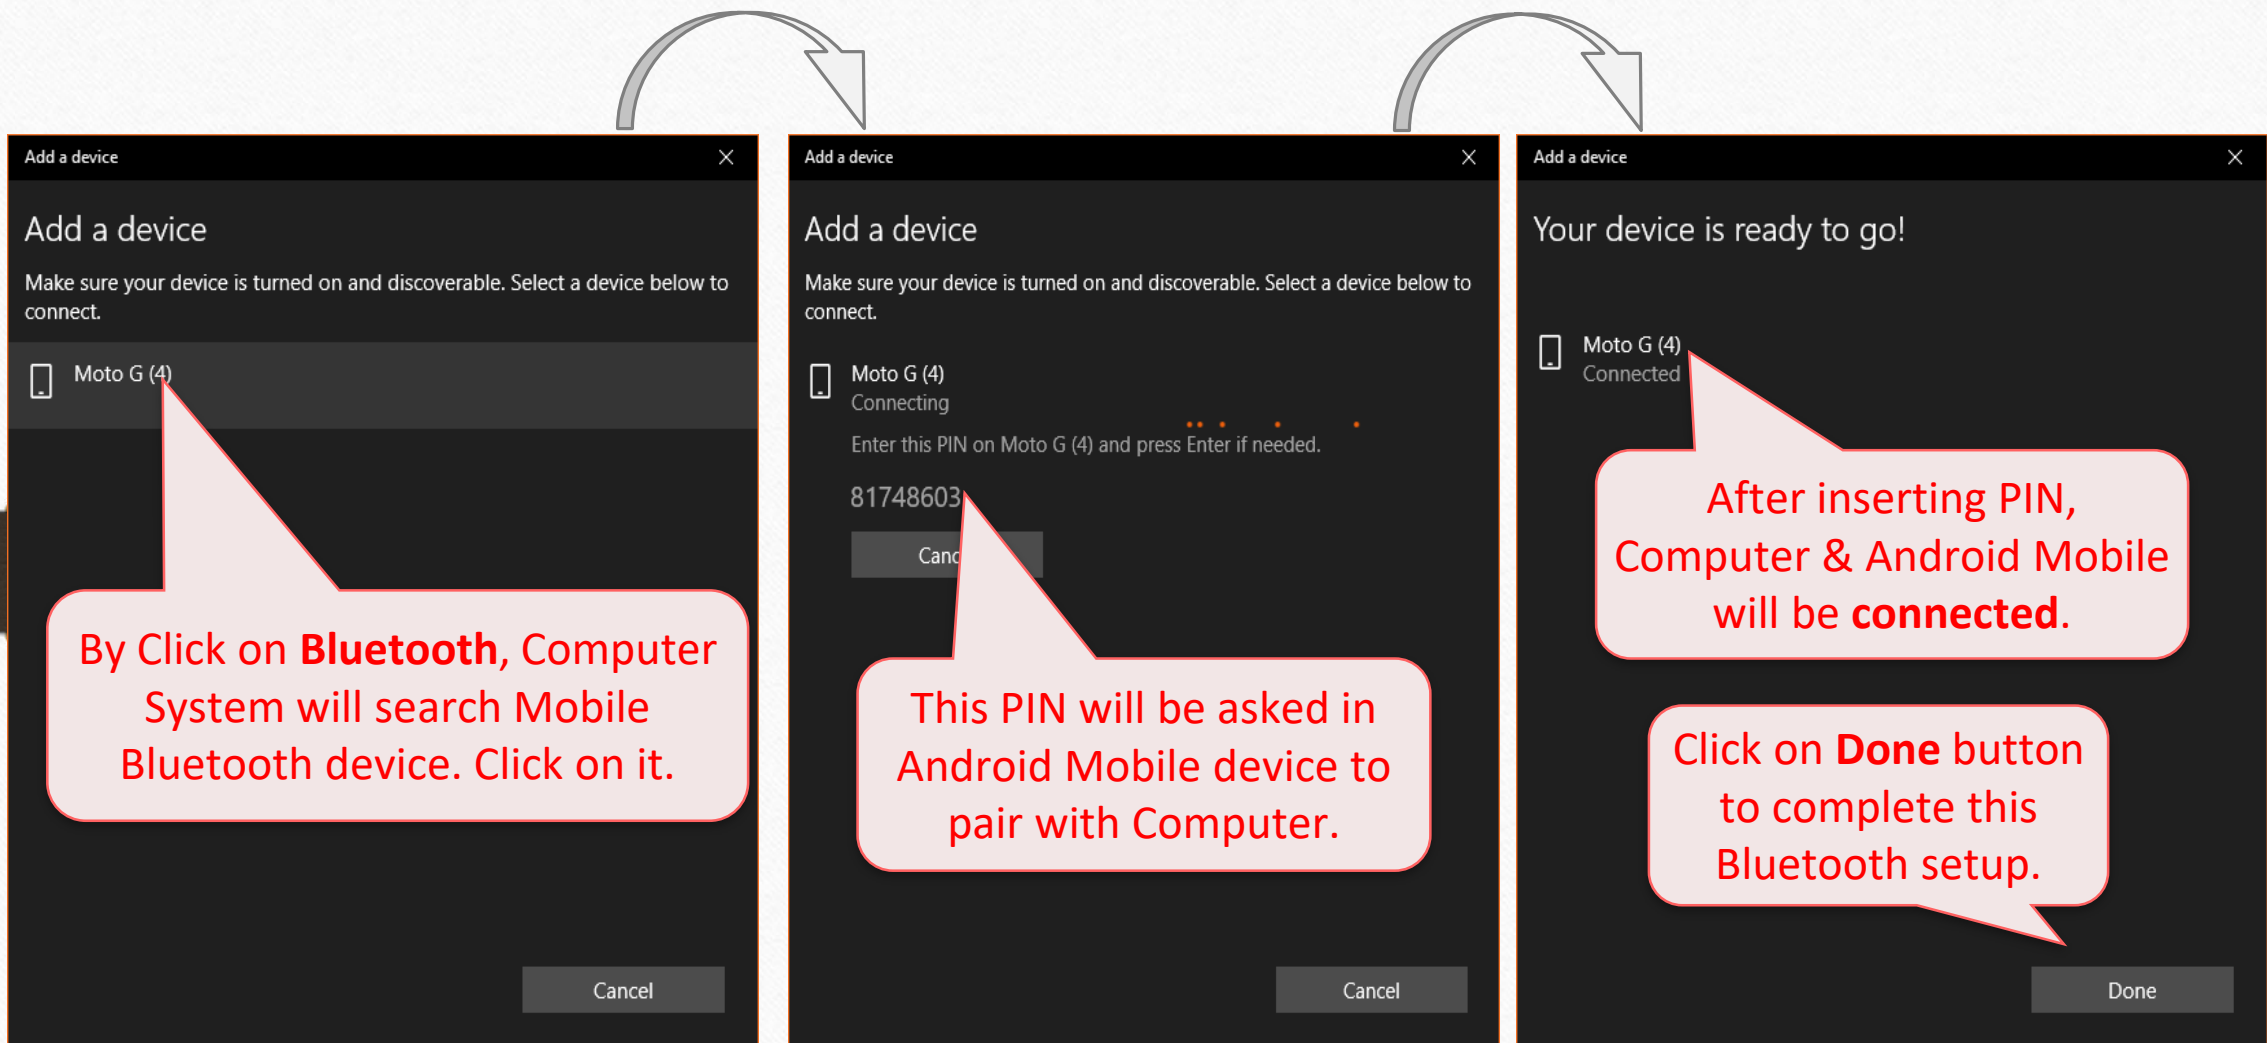 Add a device
Add a device
Make sure your device is turned on and discoverable. Select a device below to
connect.
Moto G (4)
By Click on Bluetooth, Computer
System will search Mobile
Bluetooth device. Click on it.
Cancel
Add a device
Add a device
Make sure your device is turned on and discoverable. Select a device below to
connect.
Moto G (4)
Connecting
Enter this PIN on Moto G (4) and press Enter if needed.
81748603
Canc
This PIN will be asked in
Android Mobile device to
pair with Computer.
Cancel
Add a device
Your device is ready to go!
Moto G (4)
Connected
After inserting PIN,
Computer & Android Mobile
will be connected.
Click on Done button
to complete this
Bluetooth setup.
Done